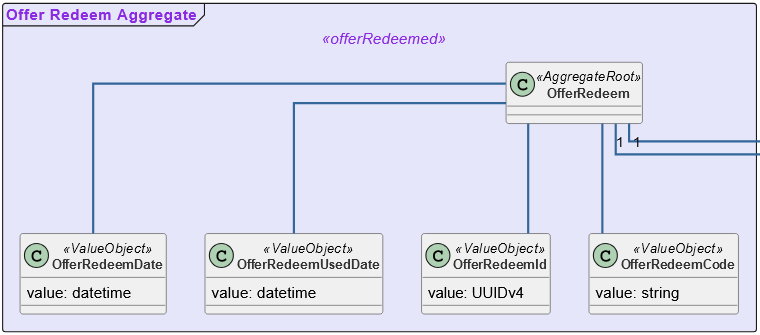 Offer Redeem Aggregate
«offerRedeemed»
C
«AggregateRoot»
OfferRedeem
1
1
C
«ValueObject»
OfferRedeemDate
value: datetime
C
«ValueObject»
OfferRedeemUsedDate
value: datetime
C
«ValueObject»
OfferRedeemId
value: UUIDv4
C
«ValueObject»
OfferRedeemCode
value: string